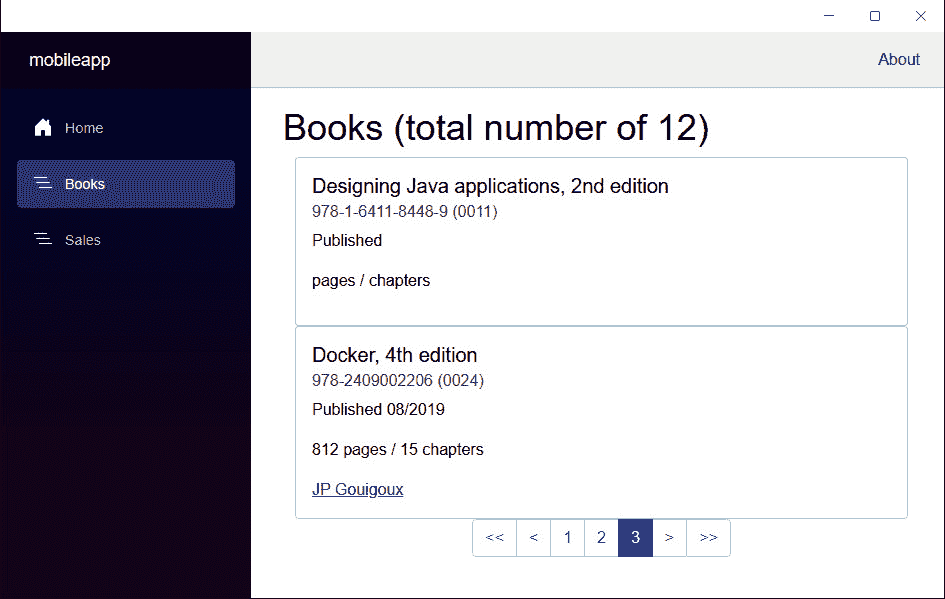 mobileapp
About
Home
Books
Sales
Books (total number of 12)
Designing Java applications, 2nd edition
978-1-6411-8448-9 (0011)
Published
pages / chapters
Docker, 4th edition
978-2409002206 (0024)
Published 08/2019
812 pages / 15 chapters
JP Gouigoux
<< < 1 2 3 > >>